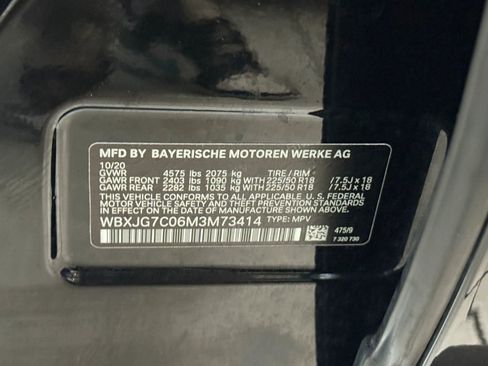 MFD BY BAYERISCHE MOTOREN WERKE AG
10/20
GVWR 4575 lbs 2075 kg TIRE / RIM
GAWR FRONT 2403 lbs 1090 kg WITH 225/50 R18 /7.5J x 18
GAWR REAR 2282 lbs 1035 kg WITH 225/50 R18 /7.5J x 18
THIS VEHICLE CONFORMS TO ALL APPLICABLE U. S. FEDERAL
MOTOR VEHICLE SAFETY, BUMPER, AND THEFT
PREVENTION STANDARDS IN EFFECT ON THE DATE OF
MANUFACTURE SHOWN ABOVE.
WBXJG7C06M3M73414 TYPE: MPV
475/9
7 320 730